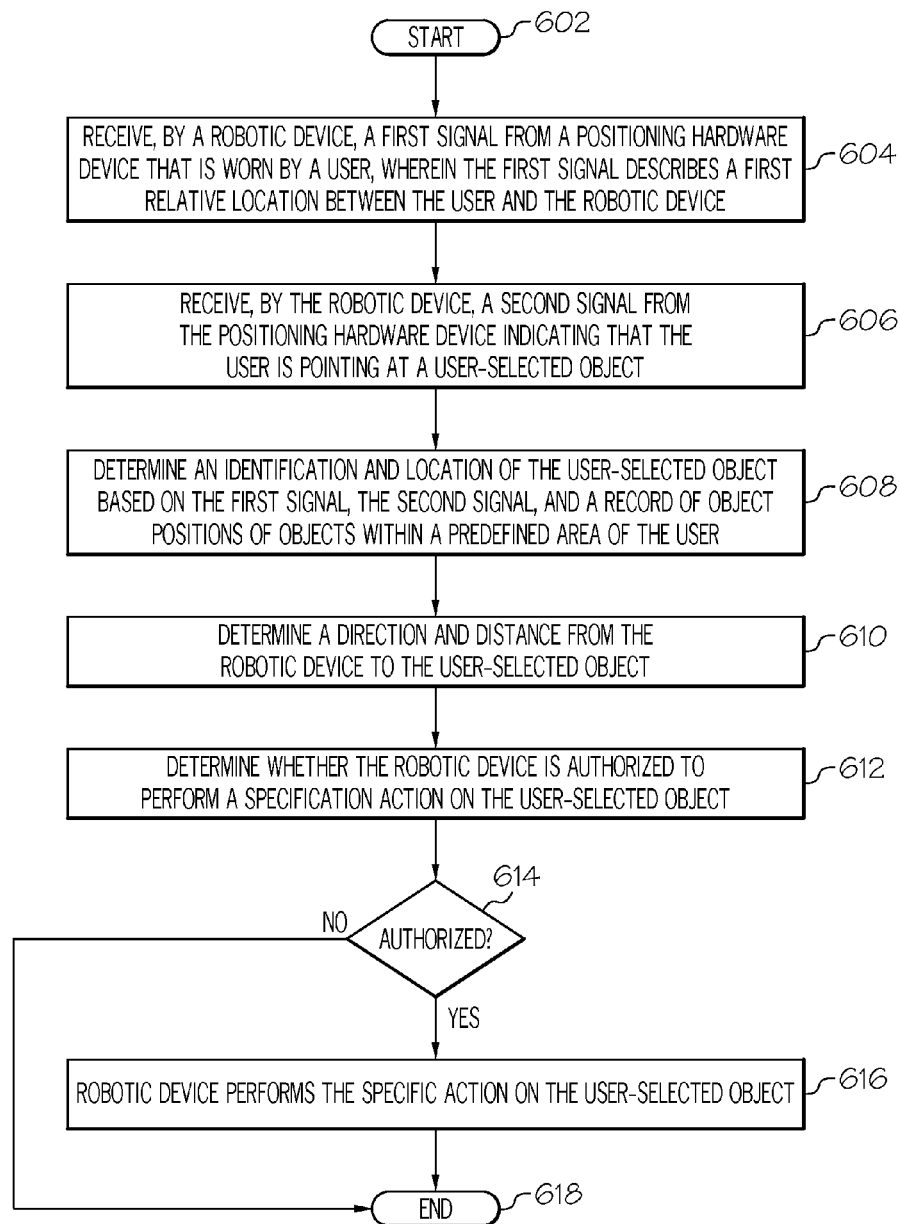 START
602
RECEIVE, BY A ROBOTIC DEVICE, A FIRST SIGNAL FROM A POSITIONING HARDWARE
DEVICE THAT IS WORN BY A USER, WHEREIN THE FIRST SIGNAL DESCRIBES A FIRST
RELATIVE LOCATION BETWEEN THE USER AND THE ROBOTIC DEVICE
604
RECEIVE, BY THE ROBOTIC DEVICE, A SECOND SIGNAL FROM
THE POSITIONING HARDWARE DEVICE INDICATING THAT THE
USER IS POINTING AT A USER-SELECTED OBJECT
606
DETERMINE AN IDENTIFICATION AND LOCATION OF THE USER-SELECTED OBJECT
BASED ON THE FIRST SIGNAL, THE SECOND SIGNAL, AND A RECORD OF OBJECT
POSITIONS OF OBJECTS WITHIN A PREDEFINED AREA OF THE USER
608
DETERMINE A DIRECTION AND DISTANCE FROM THE
ROBOTIC DEVICE TO THE USER-SELECTED OBJECT
610
DETERMINE WHETHER THE ROBOTIC DEVICE IS AUTHORIZED TO
PERFORM A SPECIFICATION ACTION ON THE USER-SELECTED OBJECT
612
614
NO
AUTHORIZED?
YES
ROBOTIC DEVICE PERFORMS THE SPECIFIC ACTION ON THE USER-SELECTED OBJECT
616
END
618